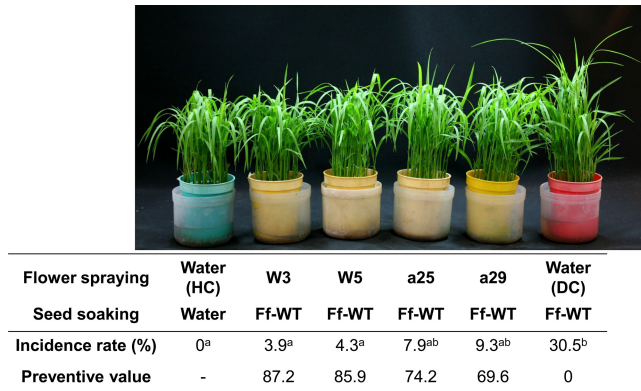 Flower spraying Water (HC) W3 W5 a25 a29 Water (DC)
Seed soaking Water Ff-WT Ff-WT Ff-WT Ff-WT Ff-WT
Incidence rate (%) 0ᵃ 3.9ᵃ 4.3ᵃ 7.9ᵃᵇ 9.3ᵃᵇ 30.5ᵇ
Preventive value - 87.2 85.9 74.2 69.6 0